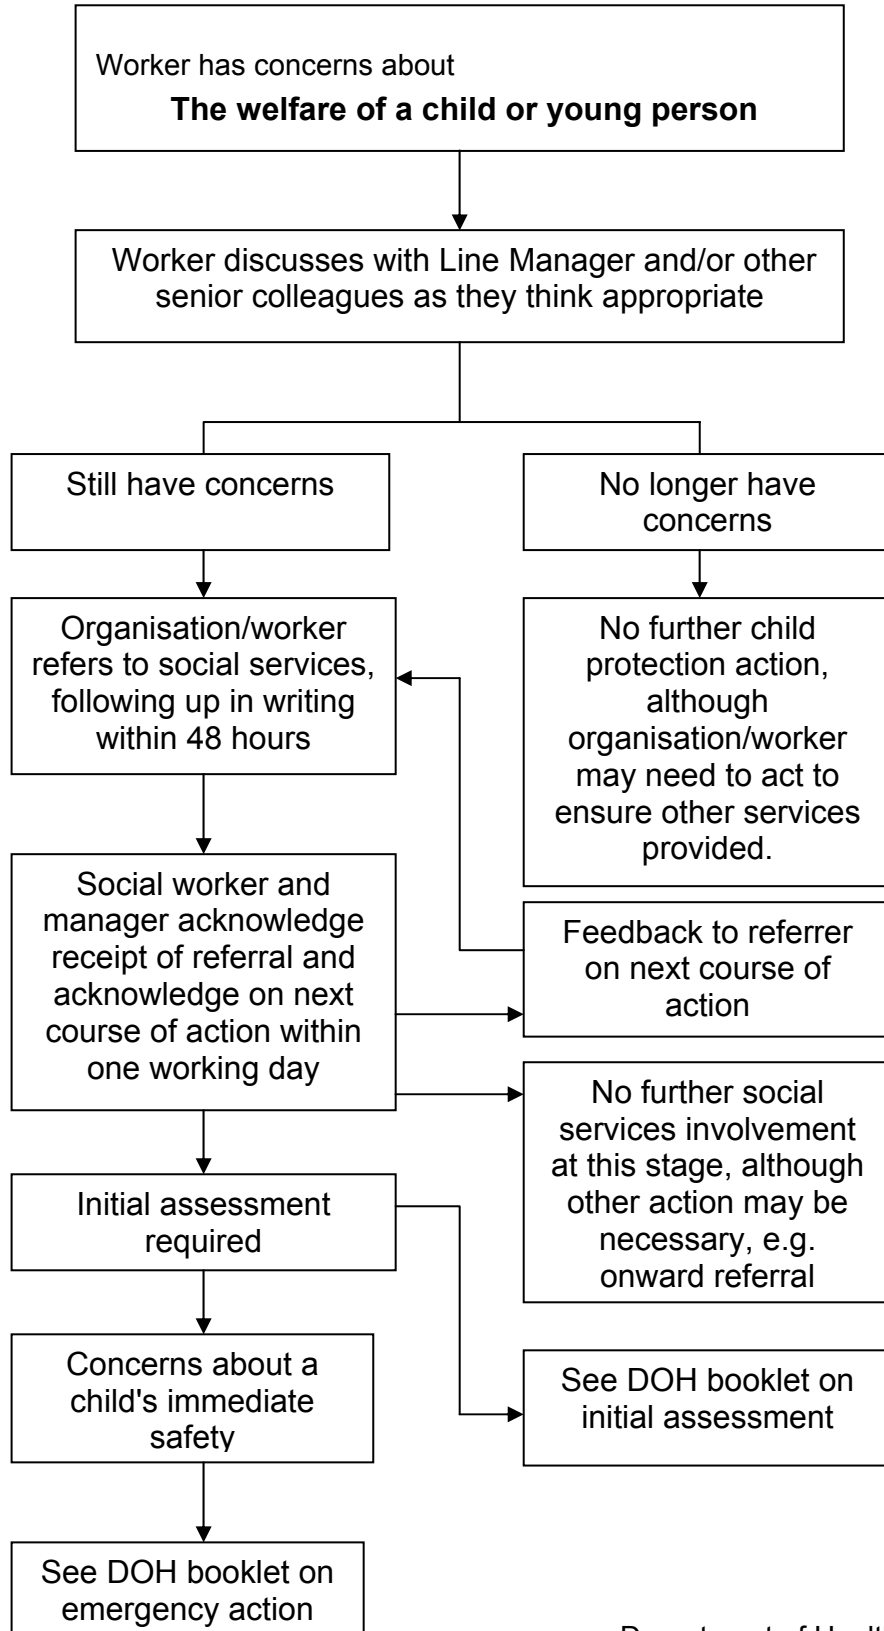 Worker has concerns about
The welfare of a child or young person
Worker discusses with Line Manager and/or other
senior colleagues as they think appropriate
Still have concerns
No longer have
concerns
Organisation/worker
refers to social services,
following up in writing
within 48 hours
No further child
protection action,
although
organisation/worker
may need to act to
ensure other services
provided.
Social worker and
manager acknowledge
receipt of referral and
acknowledge on next
course of action within
one working day
Feedback to referrer
on next course of
action
No further social
services involvement
at this stage, although
other action may be
necessary, e.g.
onward referral
Initial assessment
required
Concerns about a
child's immediate
safety
See DOH booklet on
initial assessment
See DOH booklet on
emergency action